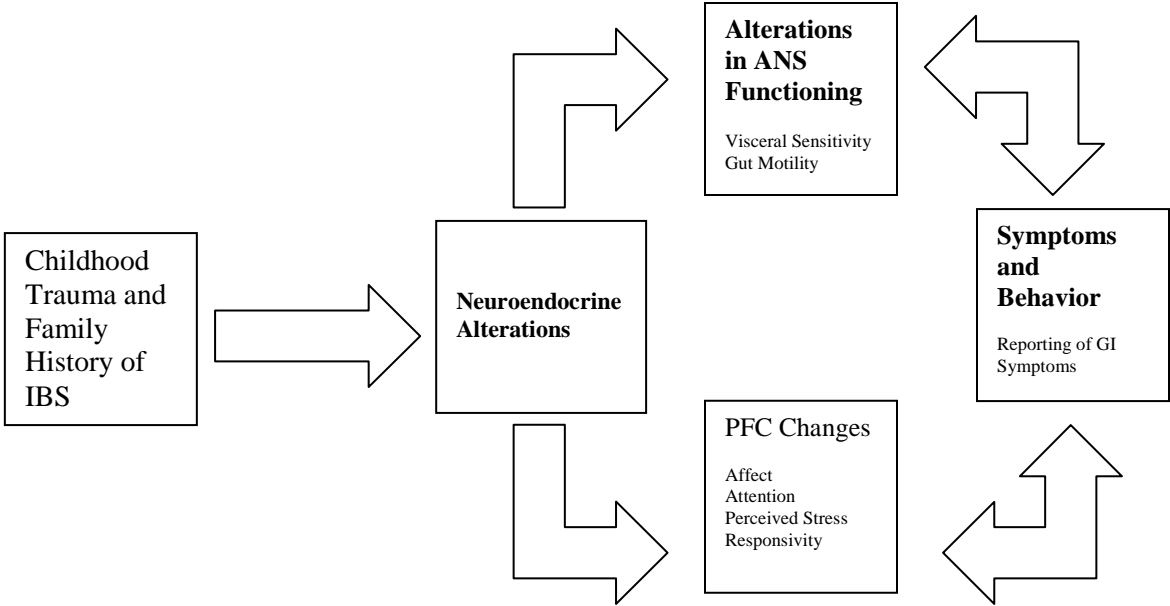 Childhood
Trauma and
Family
History of
IBS
Neuroendocrine
Alterations
Alterations
in ANS
Functioning
Visceral Sensitivity
Gut Motility
PFC Changes
Affect
Attention
Perceived Stress
Responsivity
Symptoms
and
Behavior
Reporting of GI
Symptoms